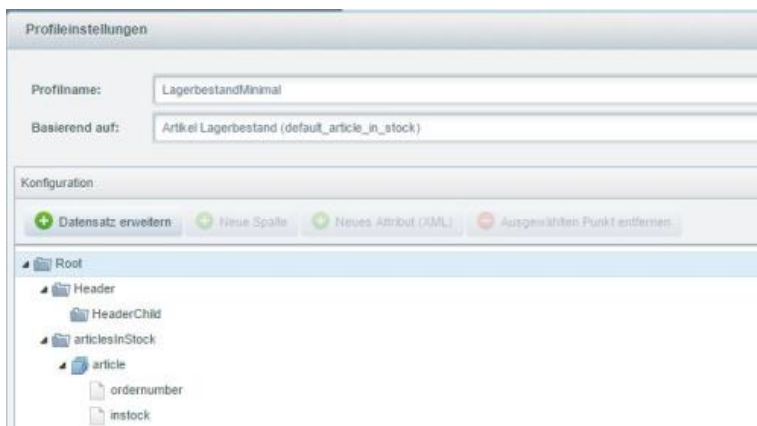 Profileinstellungen
Profilname: LagerbestandMinimal
Basierend auf: Artikel Lagerbestand (default_article_in_stock)
Konfiguration
Datensatz erweitern Neue Spalte Neues Attribut (XML) Ausgewählten Punkt entfernen
Root
Header
HeaderChild
articlesInStock
article
ordernumber
instock